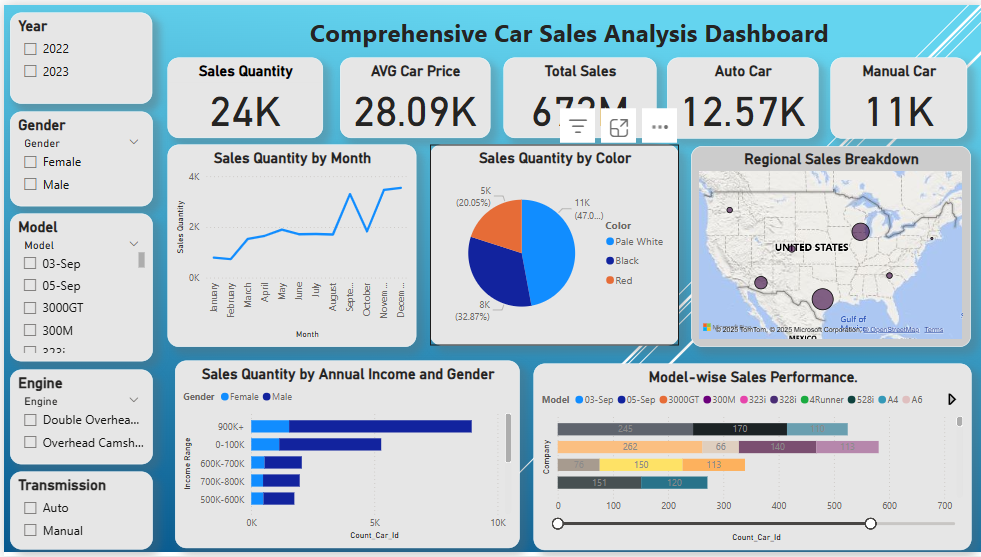 Comprehensive Car Sales Analysis Dashboard
Year
2022
2023
Gender
Gender
Female
Male
Model
Model
03-Sep
05-Sep
3000GT
300M
323i
Engine
Engine
Double Overhea...
Overhead Camsh...
Transmission
Auto
Manual
Sales Quantity
24K
AVG Car Price
28.09K
Total Sales
Auto Car
12.57K
Manual Car
11K
Sales Quantity by Month
Sales Quantity
4K
2K
0K
January
February
March
April
May
June
July
August
Septe...
October
Novem...
Decem...
Month
Sales Quantity by Color
5K
(20.05%)
11K
(47.0...)
8K
(32.87%)
Color
Pale White
Black
Red
Regional Sales Breakdown
UNITED STATES
Gulf of
MEXICO
© 2025 TomTom, © 2025 Microsoft Corporation, © OpenStreetMap Terms
Sales Quantity by Annual Income and Gender
Gender Female Male
Income Range
900K+
0-100K
600K-700K
700K-800K
500K-600K
0K 5K 10K
Count_Car_Id
Model-wise Sales Performance.
Model 03-Sep 05-Sep 3000GT 300M 323i 328i 4Runner 528i A4 A6
Company
245 170
262 66 140
150 113
151 120
0 100 200 300 400 500 600 700
Count_Car_Id